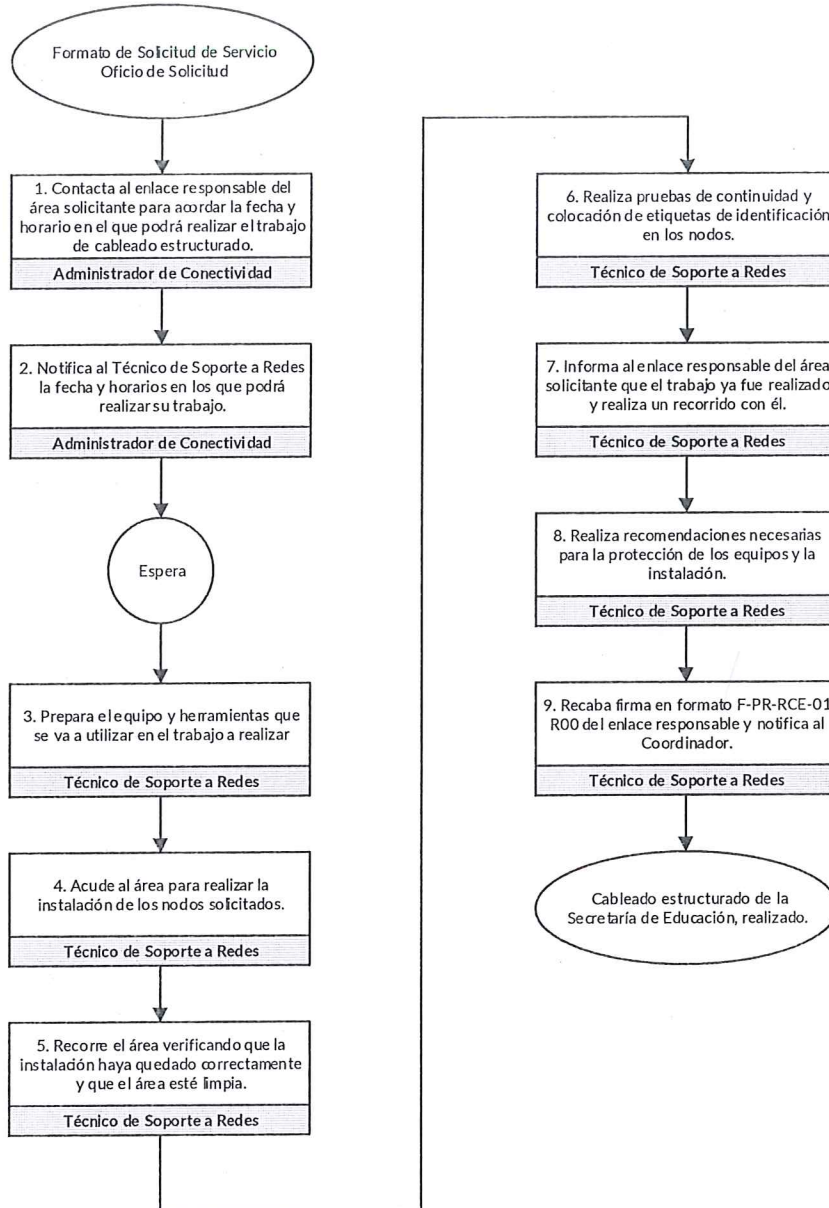 Formato de Solicitud de Servicio
Oficio de Solicitud
1. Contacta al enlace responsable del
área solicitante para acordar la fecha y
horario en el que podrá realizar el trabajo
de cableado estructurado.
Administrador de Conectividad
2. Notifica al Técnico de Soporte a Redes
la fecha y horarios en los que podrá
realizar su trabajo.
Administrador de Conectividad
Espera
3. Prepara el equipo y herramientas que
se va a utilizar en el trabajo a realizar
Técnico de Soporte a Redes
4. Acude al área para realizar la
instalación de los nodos solicitados.
Técnico de Soporte a Redes
5. Recorre el área verificando que la
instalación haya quedado correctamente
y que el área esté limpia.
Técnico de Soporte a Redes
6. Realiza pruebas de continuidad y
colocación de etiquetas de identificación
en los nodos.
Técnico de Soporte a Redes
7. Informa al enlace responsable del área
solicitante que el trabajo ya fue realizado
y realiza un recorrido con él.
Técnico de Soporte a Redes
8. Realiza recomendaciones necesarias
para la protección de los equipos y la
instalación.
Técnico de Soporte a Redes
9. Recaba firma en formato F-PR-RCE-01
R00 del enlace responsable y notifica al
Coordinador.
Técnico de Soporte a Redes
Cableado estructurado de la
Secretaría de Educación, realizado.